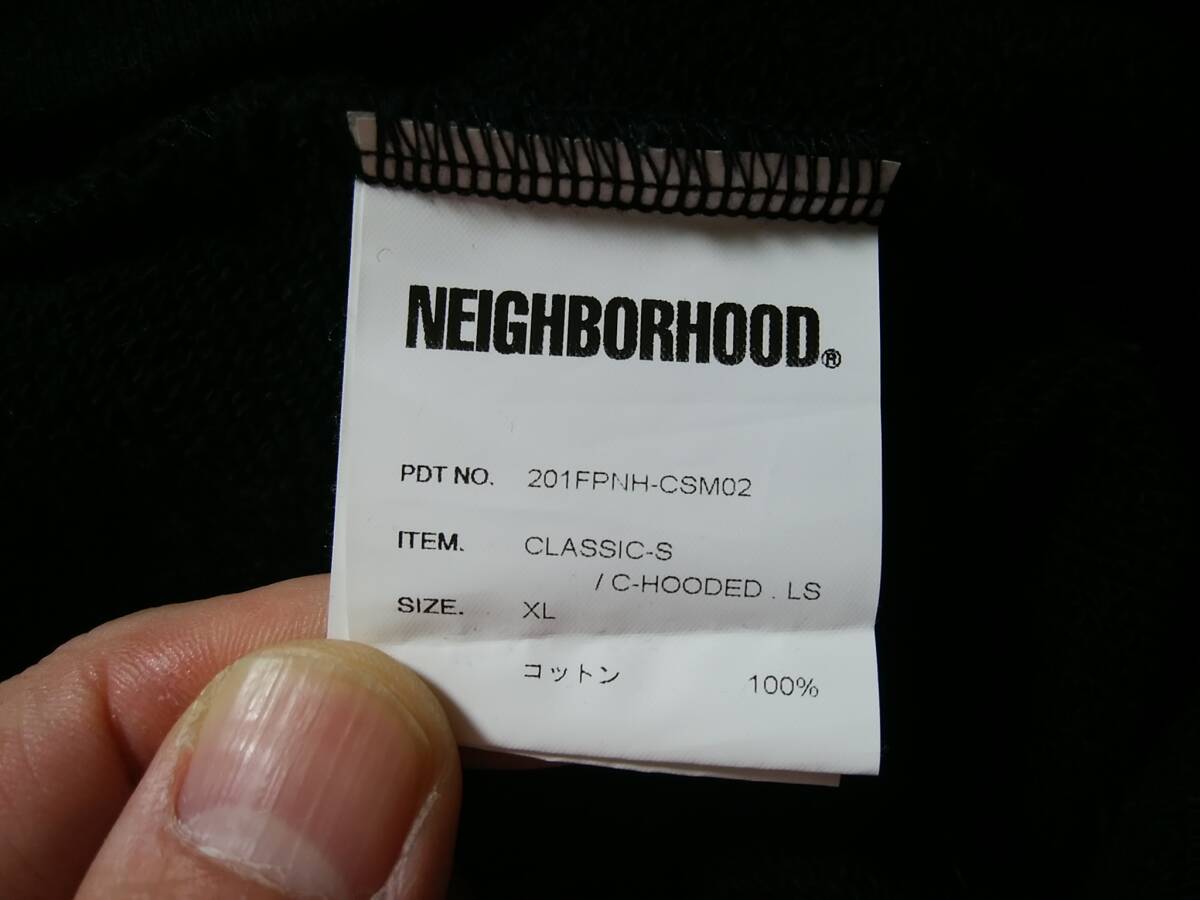 NEIGHBORHOOD®
PDT NO. 201FPNH-CSM02
ITEM. CLASSIC-S
/ C-HOODED . LS
SIZE. XL
コットン 100%